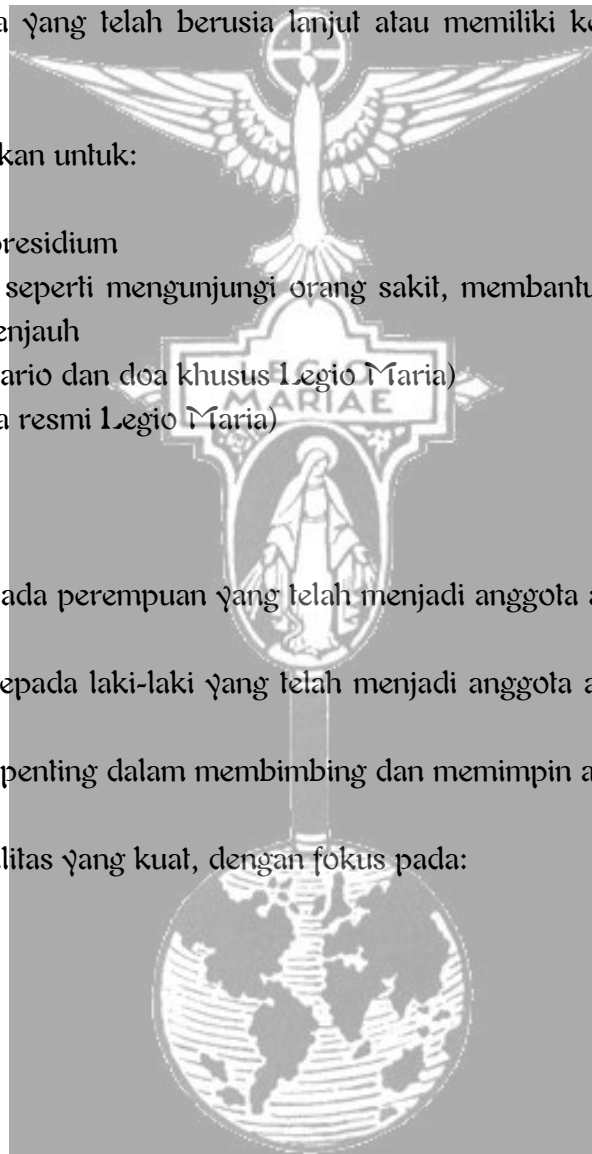 a yang telah berusia lanjut atau memiliki ke
kan untuk:
presidium
seperti mengunjungi orang sakit, membantu
enjauh
ario dan doa khusus Legio Maria)
a resmi Legio Maria)
LEGIO
MARIAE
ada perempuan yang telah menjadi anggota a
epada laki-laki yang telah menjadi anggota a
penting dalam membimbing dan memimpin a
alitas yang kuat, dengan fokus pada: